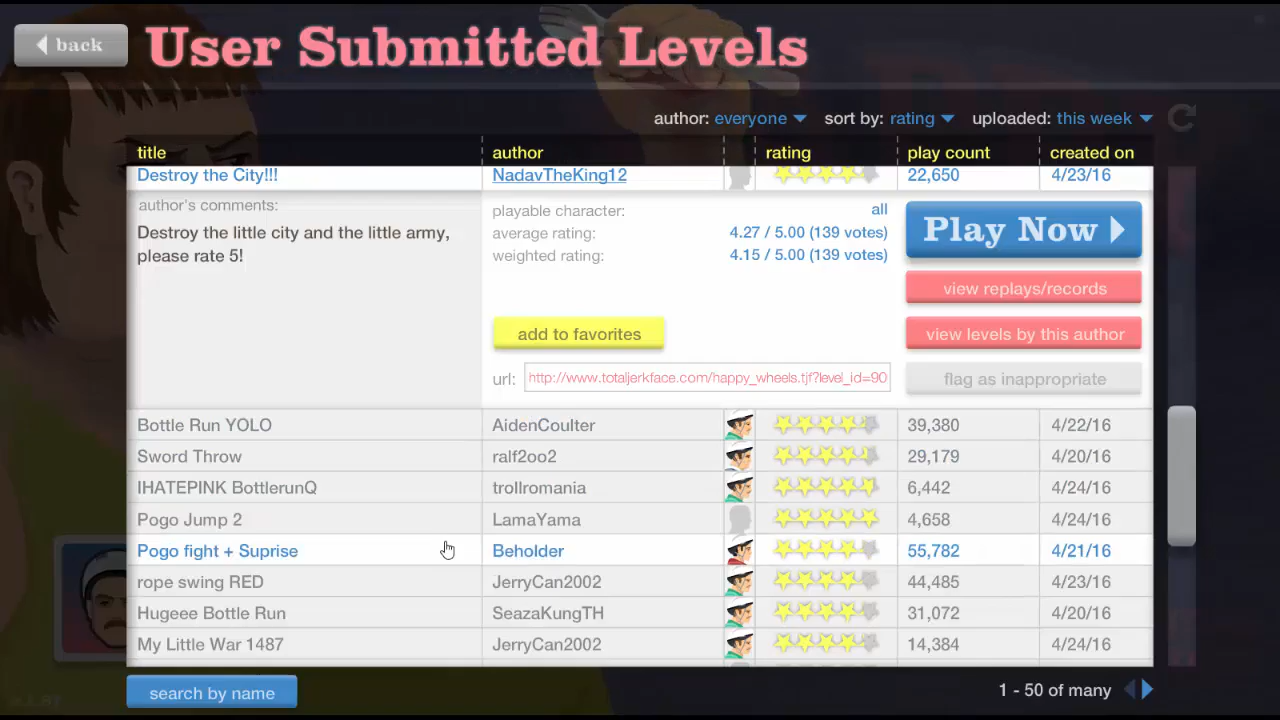 back
User Submitted Levels
author: everyone sort by: rating uploaded: this week
title author rating play count created on
Destroy the City!!! NadavTheKing12 22,650 4/23/16
author's comments:
Destroy the little city and the little army,
please rate 5!
playable character: all
average rating: 4.27 / 5.00 (139 votes)
weighted rating: 4.15 / 5.00 (139 votes)
Play Now
view replays/records
add to favorites
view levels by this author
url: http://www.totaljerkface.com/happy_wheels.tjf?level_id=90
flag as inappropriate
Bottle Run YOLO AidenCoulter 39,380 4/22/16
Sword Throw ralf2oo2 29,179 4/20/16
IHATEPINK BottlerunQ trollromania 6,442 4/24/16
Pogo Jump 2 LamaYama 4,658 4/24/16
Pogo fight + Suprise Beholder 55,782 4/21/16
rope swing RED JerryCan2002 44,485 4/23/16
Hugeee Bottle Run SeazaKungTH 31,072 4/20/16
My Little War 1487 JerryCan2002 14,384 4/24/16
search by name
1 - 50 of many